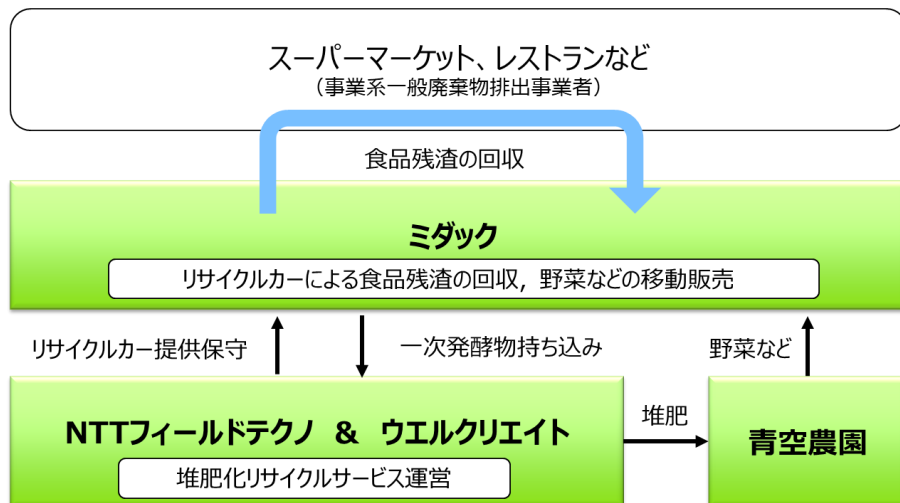 スーパーマーケット、レストランなど
（事業系一般廃棄物排出事業者）
食品残渣の回収
ミダック
リサイクルカーによる食品残渣の回収, 野菜などの移動販売
リサイクルカー提供保守
一次発酵物持ち込み
野菜など
NTTフィールドテクノ ＆ ウエルクリエイト
堆肥化リサイクルサービス運営
堆肥
青空農園